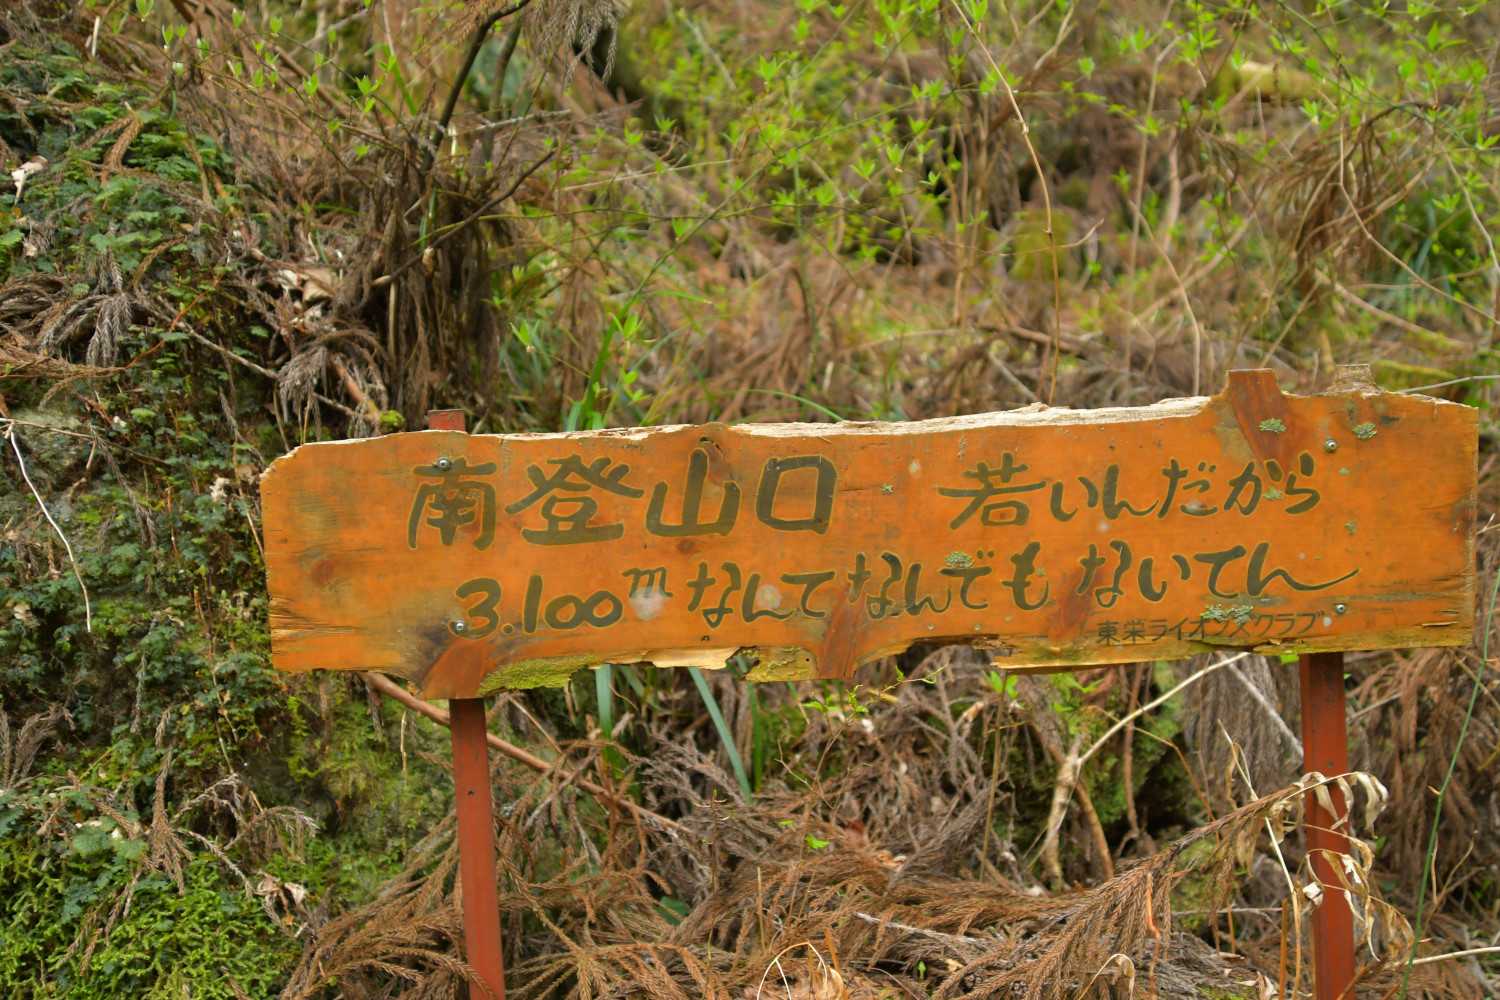 南登山口 若いんだから
3.100m なんてなんでもないてん
東栄ライオンズクラブ